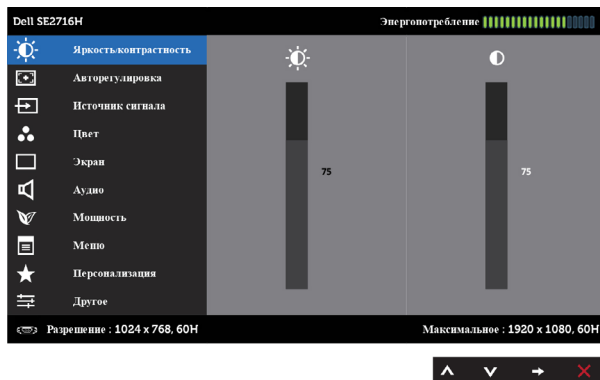 Dell SE2716H
Энергопотребление
Яркость/контрастность
Авторегулировка
Источник сигнала
Цвет
Экран
Аудио
Мощность
Меню
Персонализация
Другое
75
75
Разрешение : 1024 x 768, 60H
Максимальное : 1920 x 1080, 60H